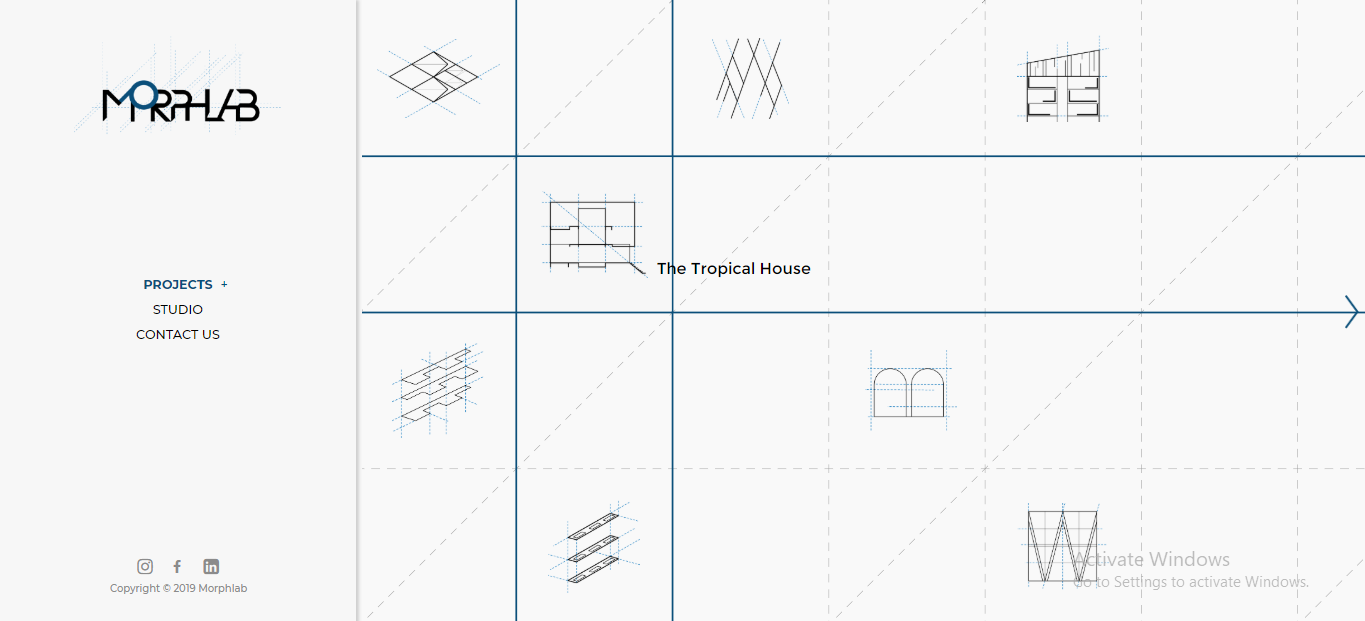 MORPHLAB
PROJECTS +
STUDIO
CONTACT US
Copyright © 2019 Morphlab
The Tropical House
Activate Windows
Go to Settings to activate Windows.